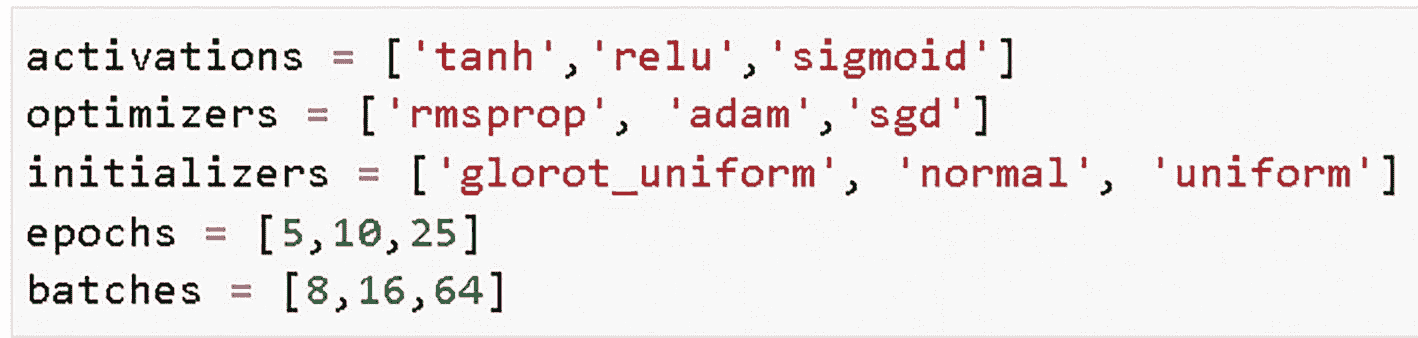 activations = ['tanh','relu','sigmoid']
optimizers = ['rmsprop', 'adam','sgd']
initializers = ['glorot_uniform', 'normal', 'uniform']
epochs = [5,10,25]
batches = [8,16,64]